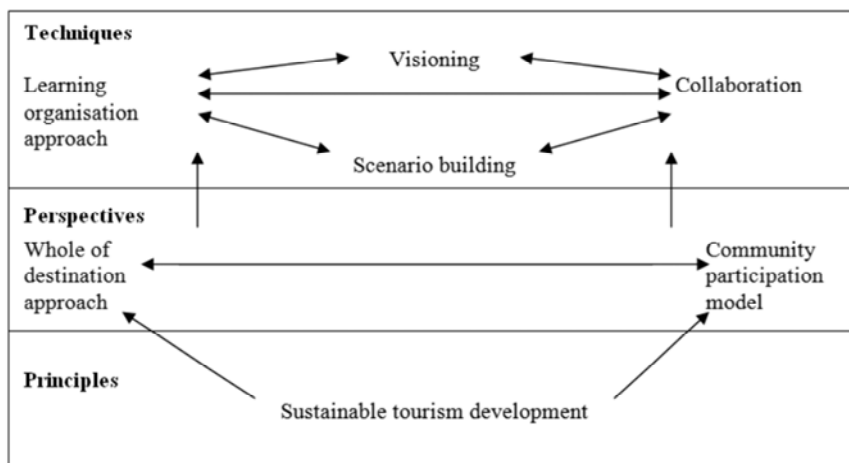 Techniques
Visioning
Learning
organisation
approach
Collaboration
Scenario building
Perspectives
Whole of
destination
approach
Community
participation
model
Principles
Sustainable tourism development